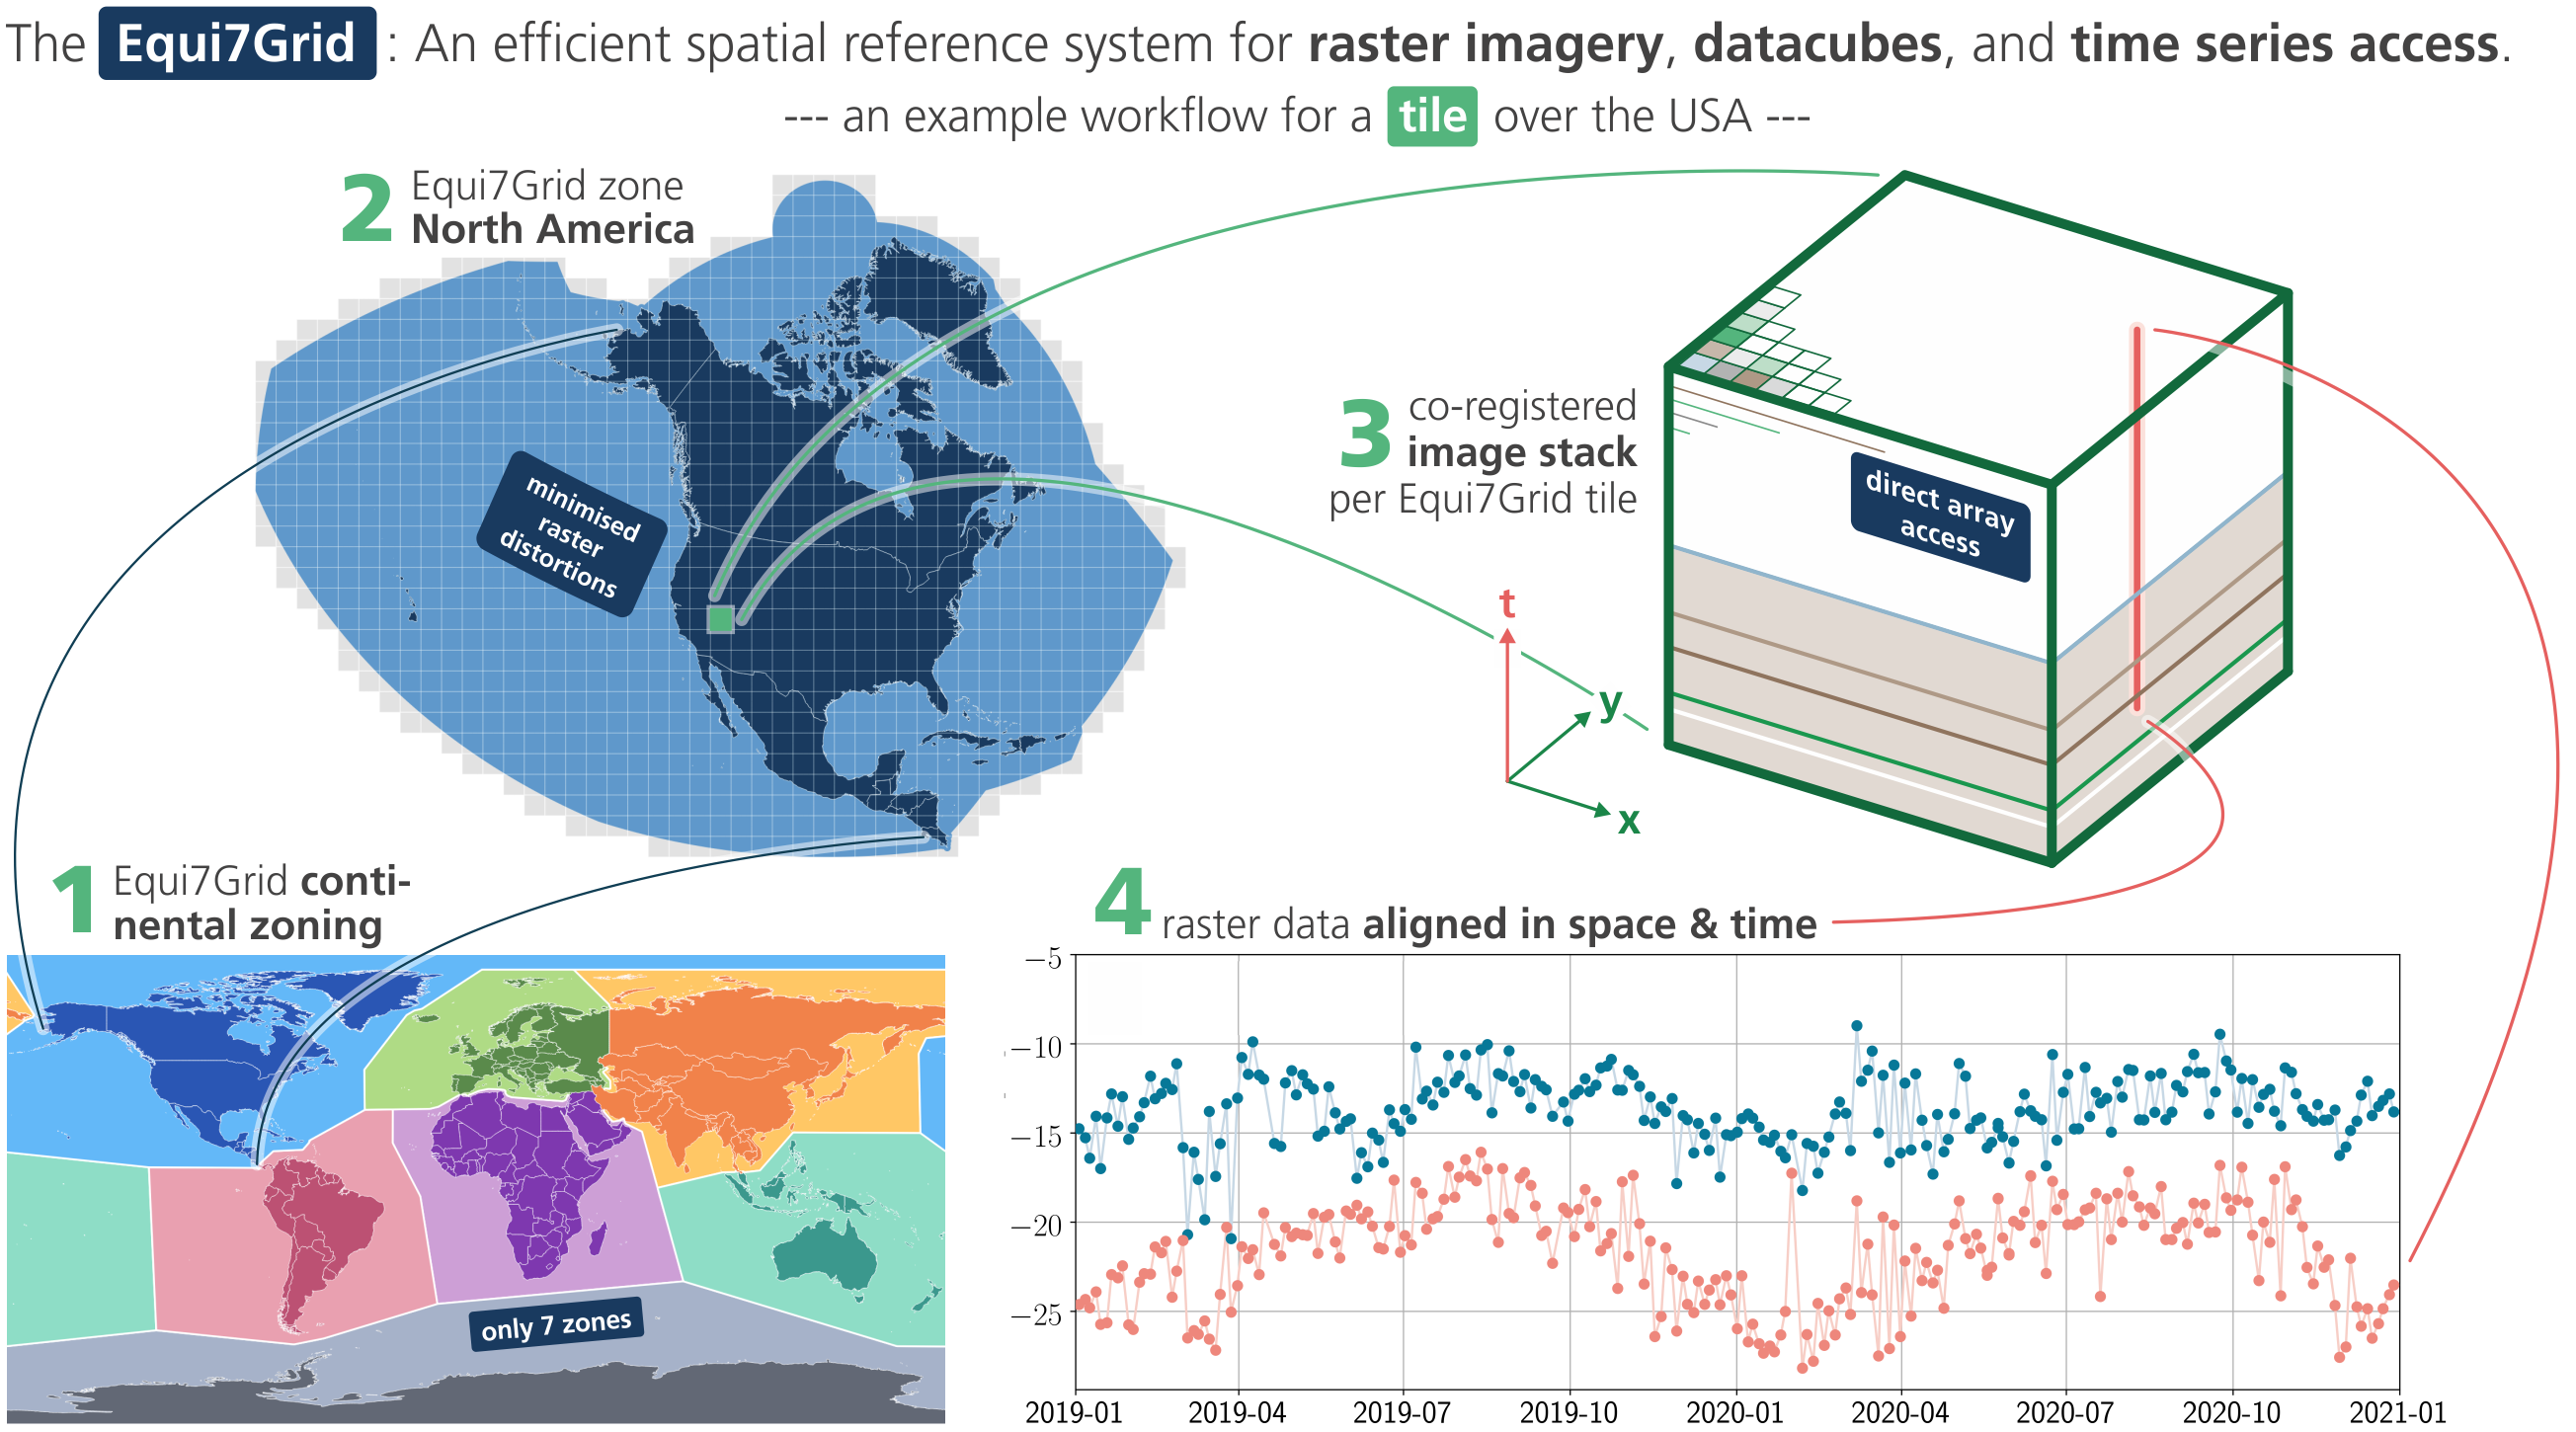 The Equi7Grid : An efficient spatial reference system for raster imagery, datacubes, and time series access.
--- an example workflow for a tile over the USA ---
2 Equi7Grid zone
North America
minimised
raster
distortions
3 co-registered
image stack
per Equi7Grid tile
direct array
access
t
y
x
1 Equi7Grid conti-
nental zoning
only 7 zones
4 raster data aligned in space & time
−5
−10
−15
−20
−25
2019-01 2019-04 2019-07 2019-10 2020-01 2020-04 2020-07 2020-10 2021-01